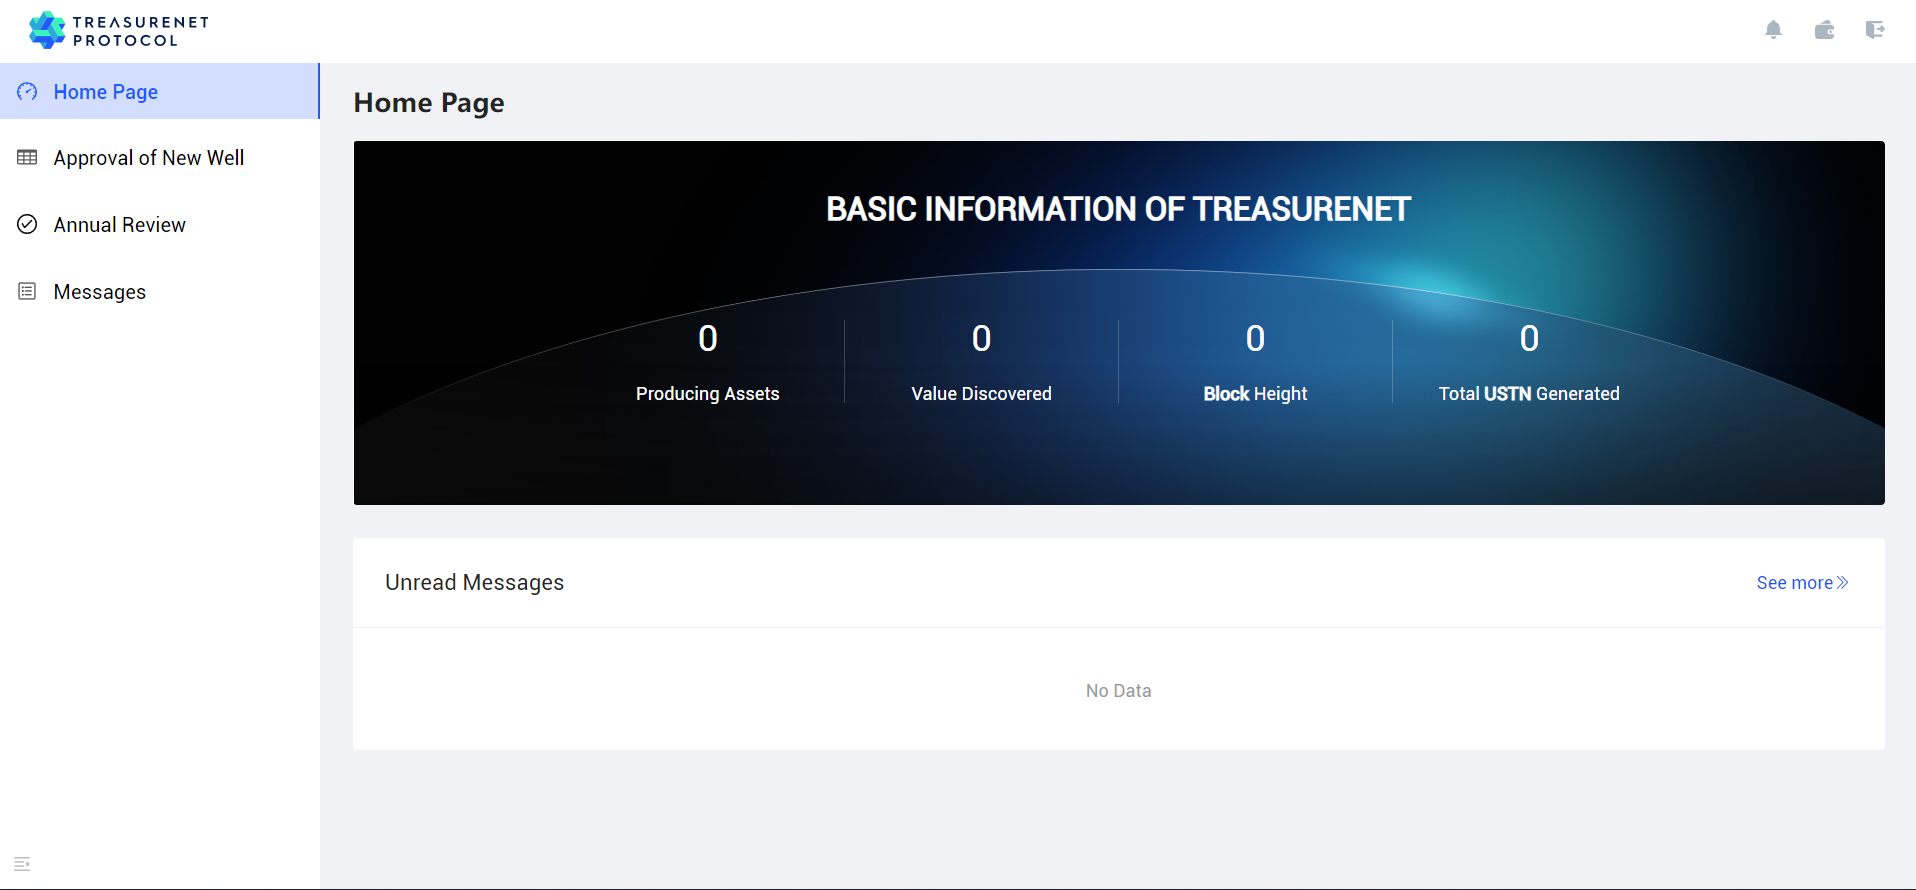 TREASURENET
PROTOCOL
Home Page
Approval of New Well
Annual Review
Messages
Home Page
BASIC INFORMATION OF TREASURENET
0
Producing Assets
0
Value Discovered
0
Block Height
0
Total USTN Generated
Unread Messages
See more
No Data